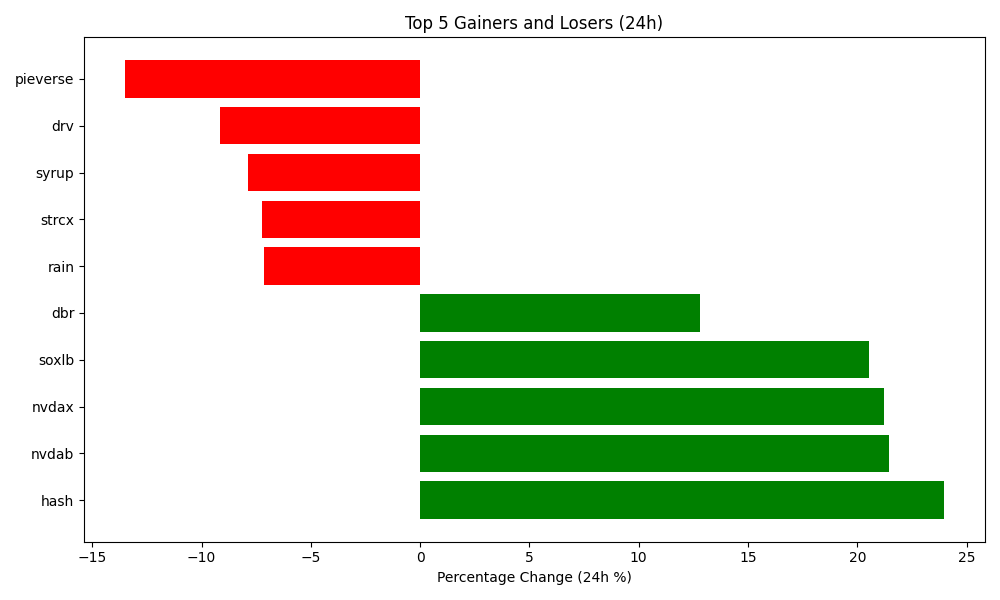 Top 5 Gainers and Losers (24h)
pieverse
drv
syrup
strcx
rain
dbr
soxlb
nvdax
nvdab
hash
−15 −10 −5 0 5 10 15 20 25
Percentage Change (24h %)